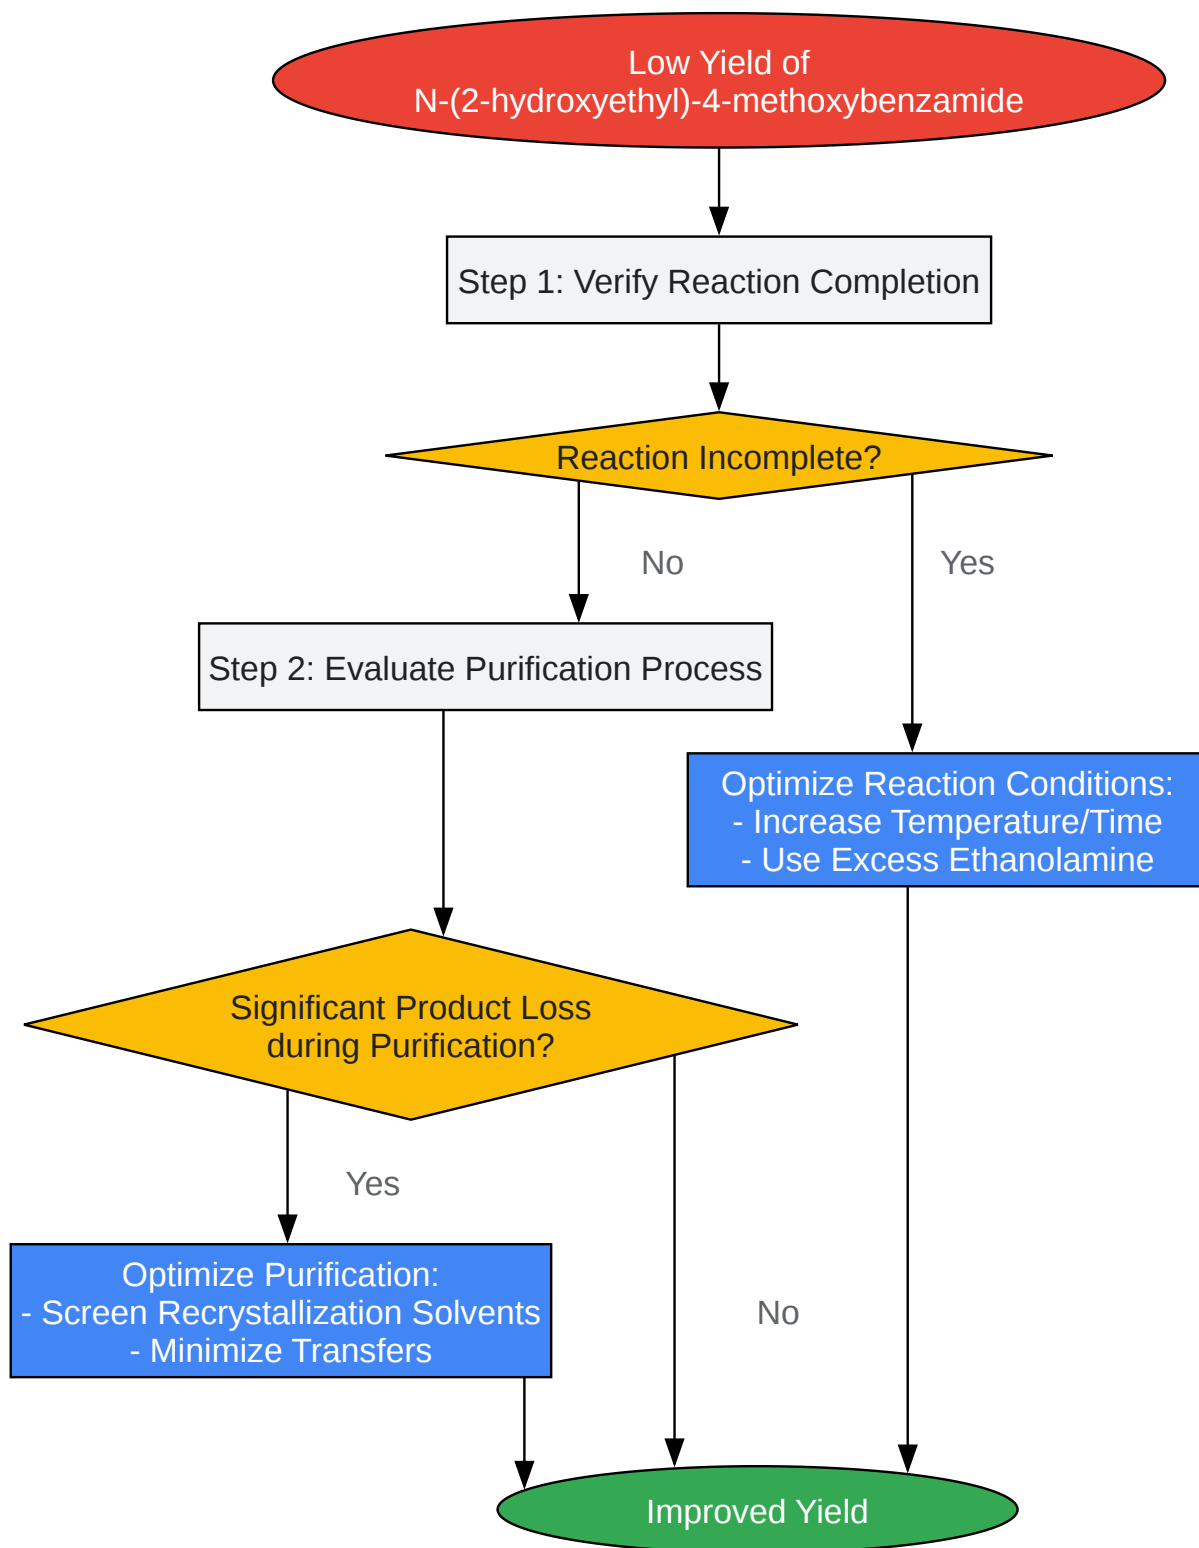 Low Yield of
N-(2-hydroxyethyl)-4-methoxybenzamide
Step 1: Verify Reaction Completion
Reaction Incomplete?
No
Yes
Step 2: Evaluate Purification Process
Optimize Reaction Conditions:
- Increase Temperature/Time
- Use Excess Ethanolamine
Significant Product Loss
during Purification?
Yes
Optimize Purification:
- Screen Recrystallization Solvents
- Minimize Transfers
No
Improved Yield